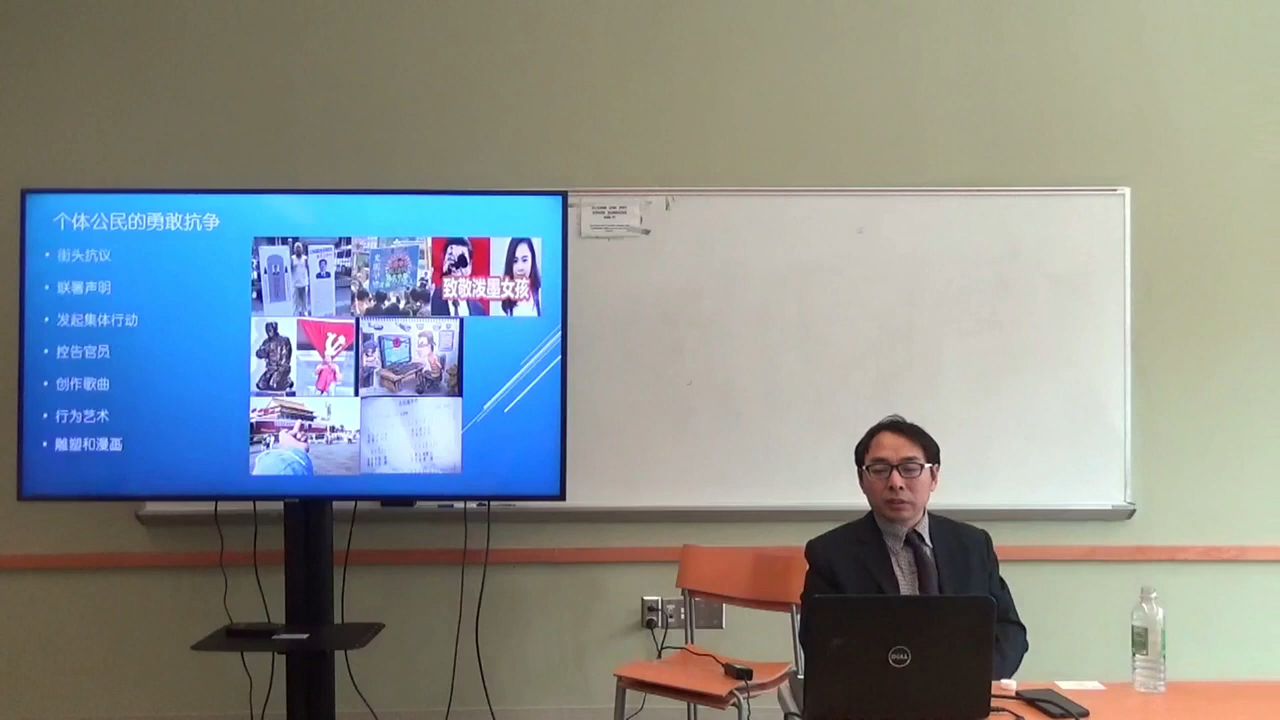 个体公民的勇敢抗争
• 街头抗议
• 联署声明
• 发起集体行动
• 控告官员
• 创作歌曲
• 行为艺术
• 雕塑和漫画
致敬泼墨女孩
DELL